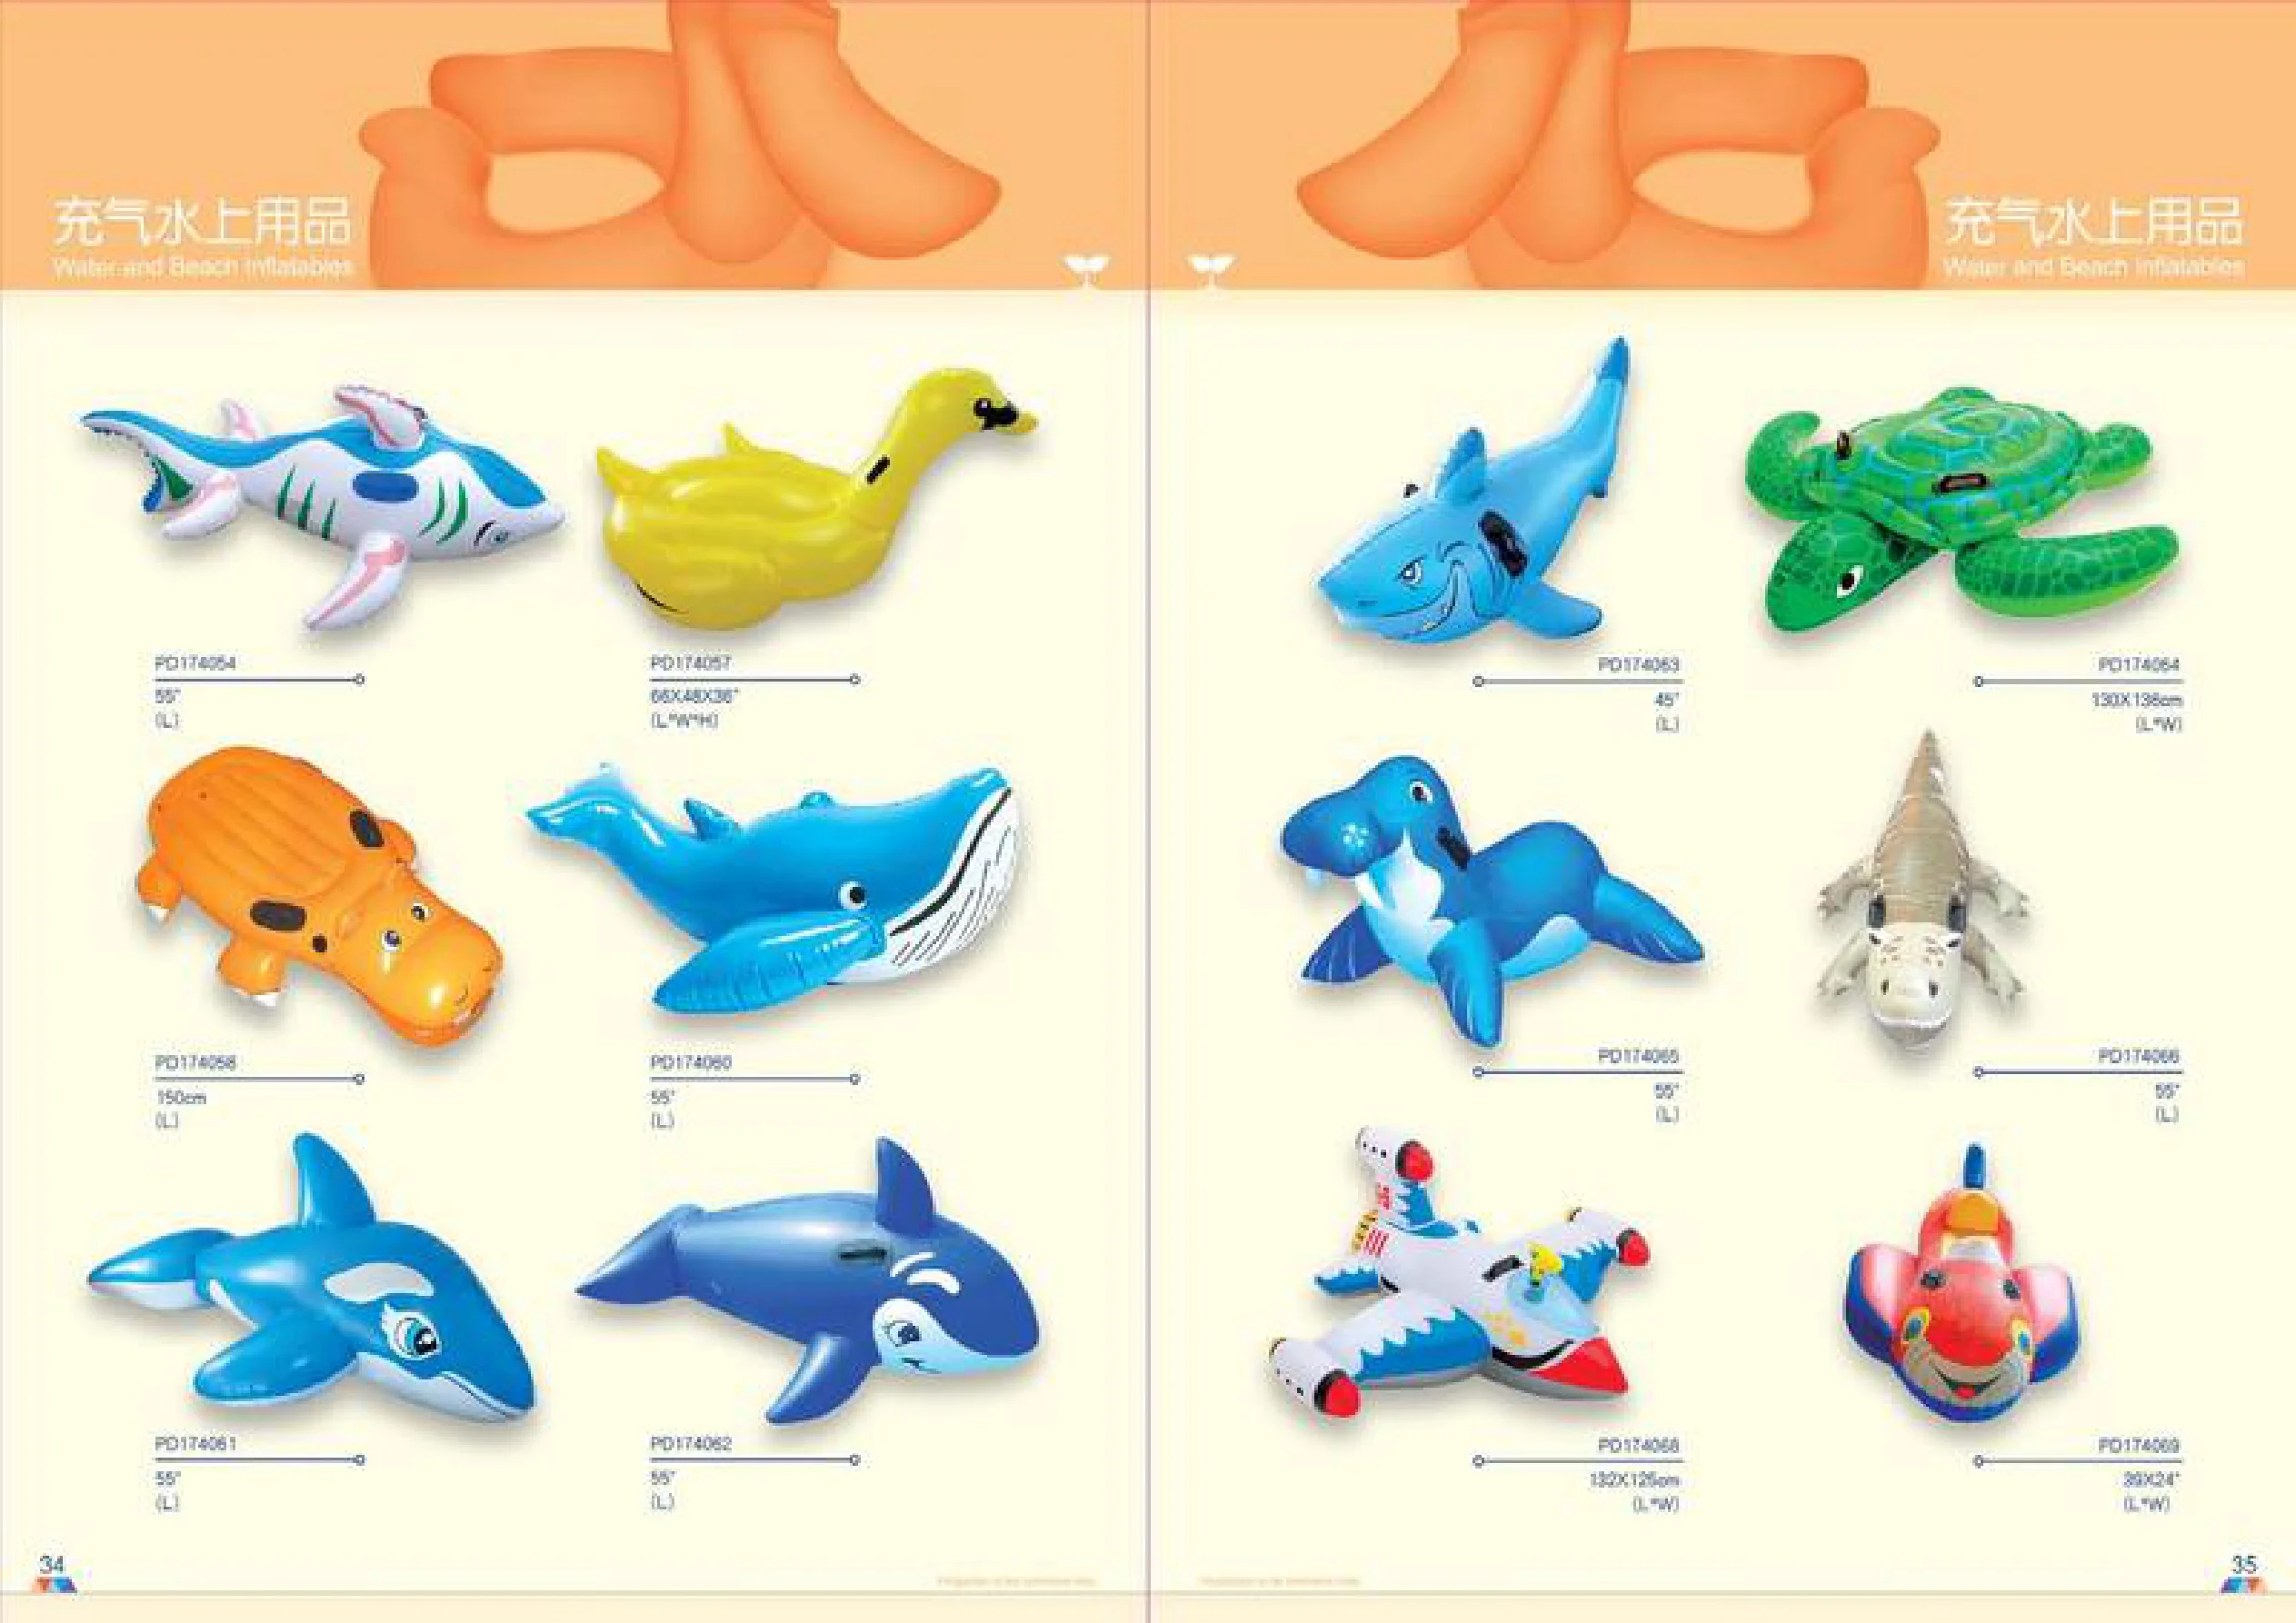 充气水上用品
Water and Beach Inflatables
充气水上用品
Water and Beach Inflatables
PD174054
55"
(L)
PD174057
66X48X36"
(L*W*H)
PD174058
150cm
(L)
PD174060
55"
(L)
PD174061
55"
(L)
PD174062
55"
(L)
34
PD174063
45"
(L)
PD174064
130X136cm
(L*W)
PD174065
55"
(L)
PD174066
55"
(L)
PD174068
132X125cm
(L*W)
PD174069
39X24"
(L*W)
35